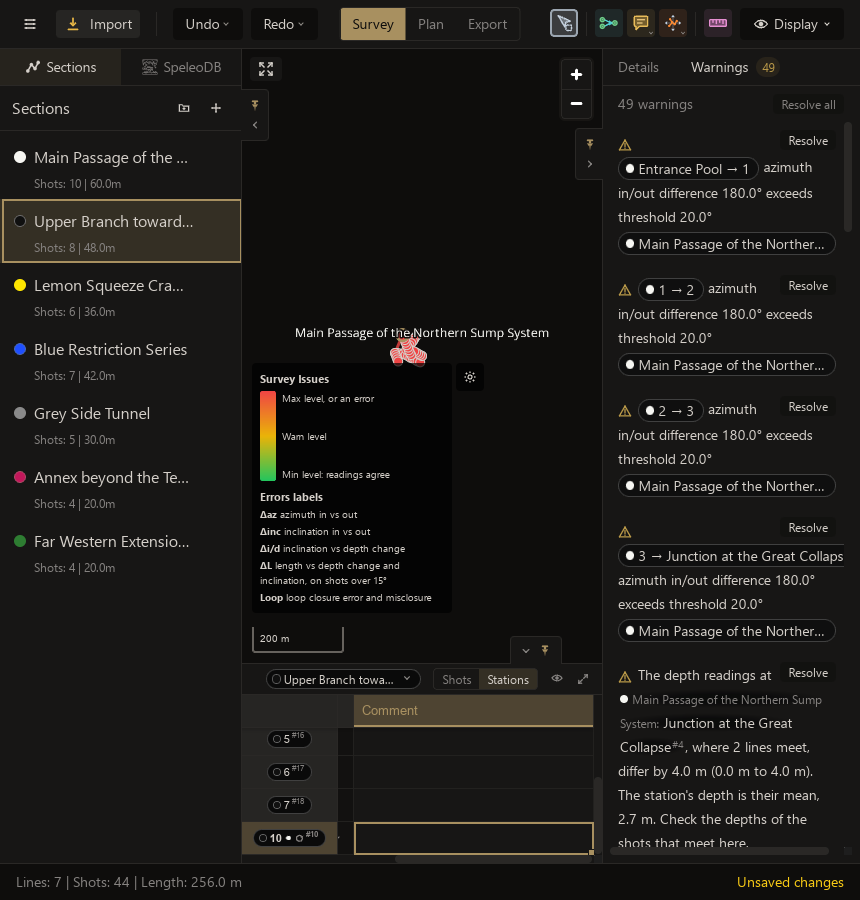 Import
Undo
Redo
Survey
Plan
Export
Display
Sections
SpeleoDB
Details
Warnings
49
Sections
49 warnings
Resolve all
Main Passage of the ...
Shots: 10 | 60.0m
Upper Branch toward...
Shots: 8 | 48.0m
Lemon Squeeze Cra...
Shots: 6 | 36.0m
Blue Restriction Series
Shots: 7 | 42.0m
Grey Side Tunnel
Shots: 5 | 30.0m
Annex beyond the Te...
Shots: 4 | 20.0m
Far Western Extensio...
Shots: 4 | 20.0m
Main Passage of the Northern Sump System
Survey Issues
Max level, or an error
Warn level
Min level: readings agree
Errors labels
Δaz azimuth in vs out
Δinc inclination in vs out
Δi/d inclination vs depth change
ΔL length vs depth change and
inclination, on shots over 15°
Loop loop closure error and misclosure
200 m
Upper Branch towa...
Shots
Stations
Comment
5 #16
6 #17
7 #18
10 #10
Resolve
Entrance Pool → 1 azimuth
in/out difference 180.0° exceeds
threshold 20.0°
Main Passage of the Norther...
Resolve
1 → 2 azimuth
in/out difference 180.0° exceeds
threshold 20.0°
Main Passage of the Norther...
Resolve
2 → 3 azimuth
in/out difference 180.0° exceeds
threshold 20.0°
Main Passage of the Norther...
Resolve
3 → Junction at the Great Collaps
azimuth in/out difference 180.0°
exceeds threshold 20.0°
Main Passage of the Norther...
Resolve
The depth readings at
Main Passage of the Northern Sump
System: Junction at the Great
Collapse#4, where 2 lines meet,
differ by 4.0 m (0.0 m to 4.0 m).
The station's depth is their mean,
2.7 m. Check the depths of the
shots that meet here.
Lines: 7 | Shots: 44 | Length: 256.0 m
Unsaved changes